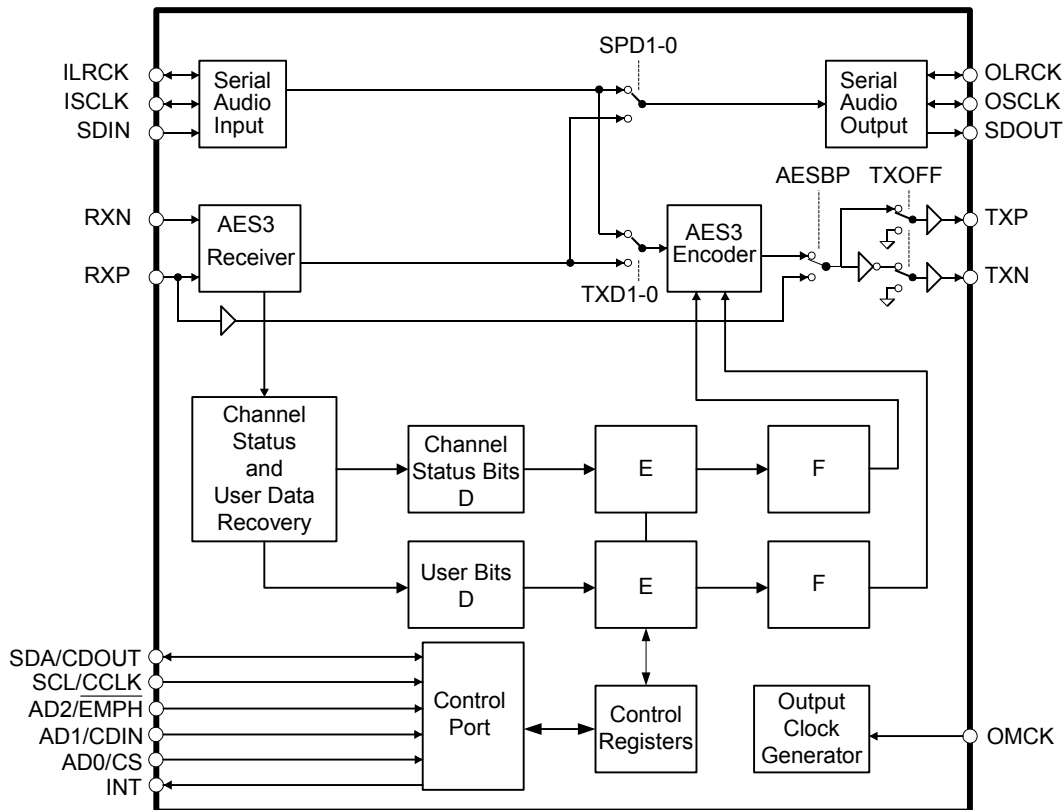 SPD1-0
ILRCK
ISCLK
SDIN
Serial
Audio
Input
Serial
Audio
Output
OLRCK
OSCLK
SDOUT
AESBP
TXOFF
RXN
RXP
AES3
Receiver
TXD1-0
AES3
Encoder
TXP
TXN
Channel
Status
and
User Data
Recovery
Channel
Status Bits
D
E
F
User Bits
D
E
F
SDA/CDOUT
SCL/CCLK
AD2/EMPH
AD1/CDIN
AD0/CS
INT
Control
Port
Control
Registers
Output
Clock
Generator
OMCK